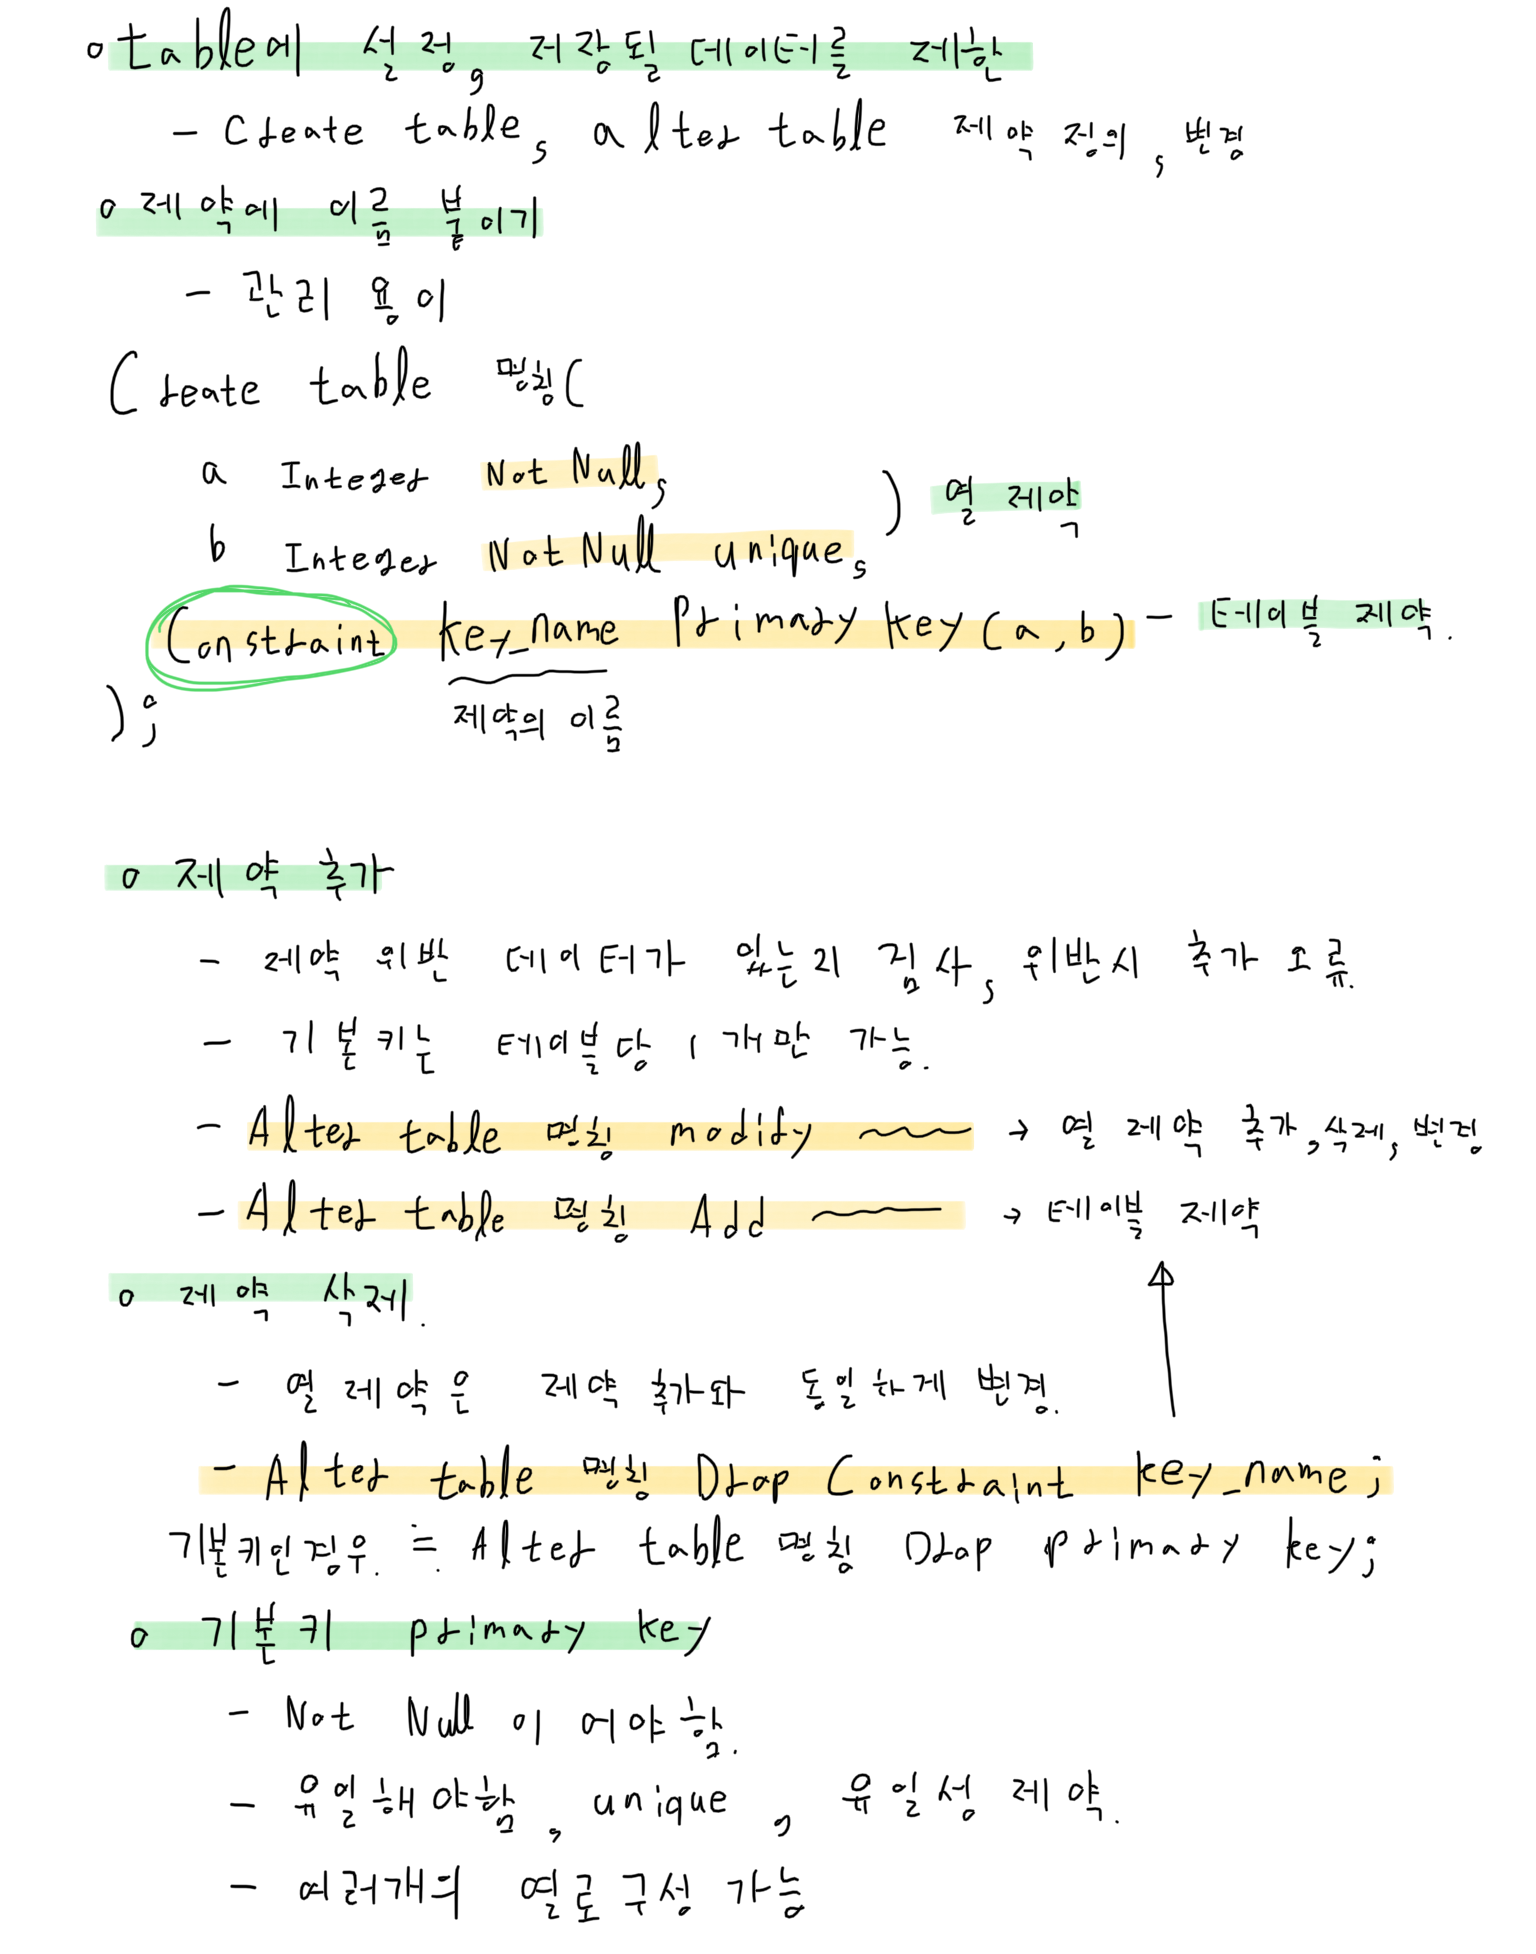 o table에 설정, 저장될 데이터를 제한
- Create table, alter table 제약 정의, 변경
o 제약에 이름 붙이기
- 관리 용이
Create table 명칭(
a Integer Not Null,
b Integer Not Null unique,
) 열 제약
Constraint key_name Primary key (a, b) - 테이블 제약.
);
제약의 이름
o 제약 추가
- 제약 위반 데이터가 있는지 검사, 위반시 추가 오류.
- 기본키는 테이블당 1개만 가능.
- Alter table 명칭 modify ~~~ → 열 제약 추가, 삭제, 변경
- Alter table 명칭 Add ~~~ → 테이블 제약
o 제약 삭제.
- 열 제약은 제약 추가와 동일하게 변경.
- Alter table 명칭 Drop Constraint key_name;
기본키인경우. ≒ Alter table 명칭 Drop primary key;
o 기본키 primary key
- Not Null 이어야함.
- 유일해야함, unique, 유일성 제약.
- 여러개의 열로 구성 가능